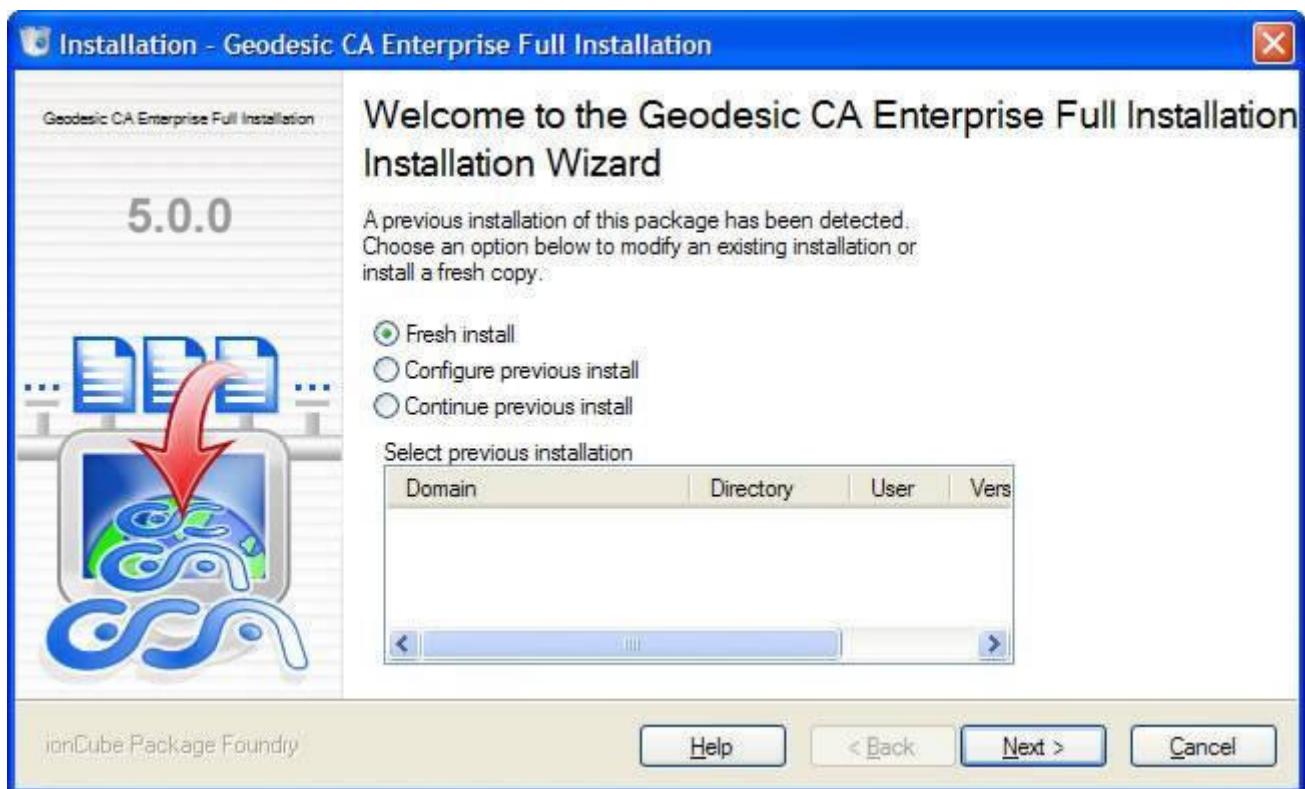 Installation - Geodesic CA Enterprise Full Installation
Geodesic CA Enterprise Full Installation
5.0.0
Welcome to the Geodesic CA Enterprise Full Installation
Installation Wizard
A previous installation of this package has been detected.
Choose an option below to modify an existing installation or
install a fresh copy.
Fresh install
Configure previous install
Continue previous install
Select previous installation
Domain Directory User Vers
ionCube Package Foundry
Help < Back Next > Cancel